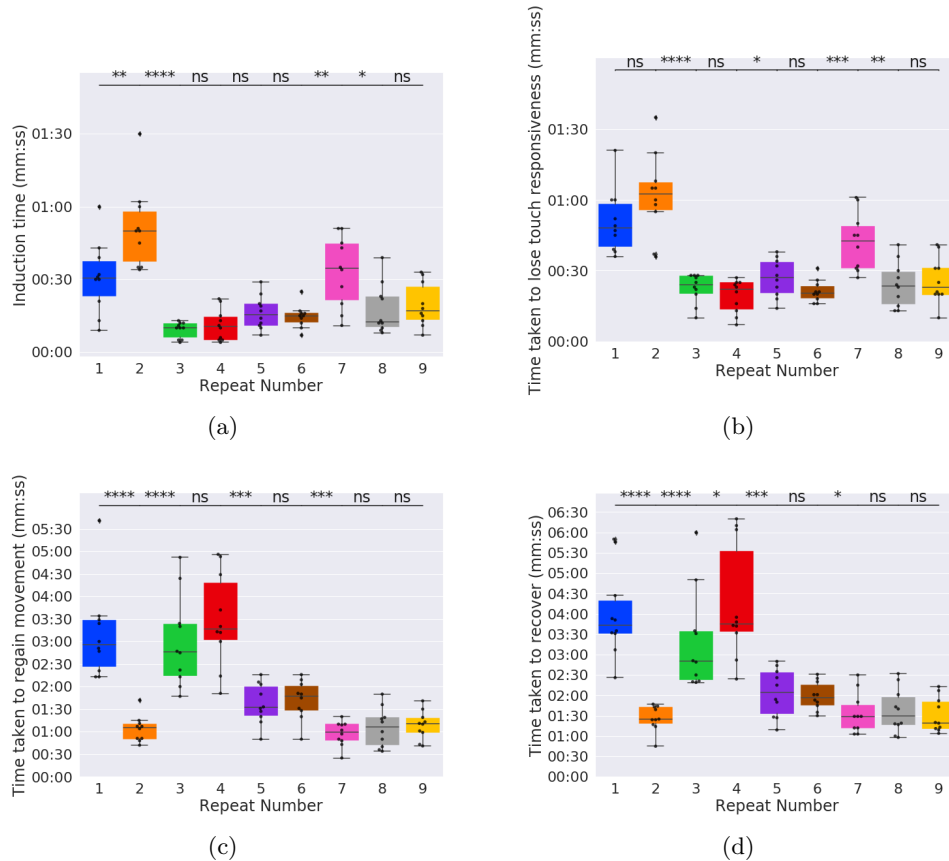 ** **** ns ns ns ** * ns
Induction time (mm:ss)
01:30
01:00
00:30
00:00
1 2 3 4 5 6 7 8 9
Repeat Number
(a)
ns **** ns * ns *** ** ns
Time taken to lose touch responsiveness (mm:ss)
01:30
01:00
00:30
00:00
1 2 3 4 5 6 7 8 9
Repeat Number
(b)
**** **** ns *** ns *** ns ns
Time taken to regain movement (mm:ss)
05:30
05:00
04:30
04:00
03:30
03:00
02:30
02:00
01:30
01:00
00:30
00:00
1 2 3 4 5 6 7 8 9
Repeat Number
(c)
**** **** * *** ns * ns ns
Time taken to recover (mm:ss)
06:30
06:00
05:30
05:00
04:30
04:00
03:30
03:00
02:30
02:00
01:30
01:00
00:30
00:00
1 2 3 4 5 6 7 8 9
Repeat Number
(d)